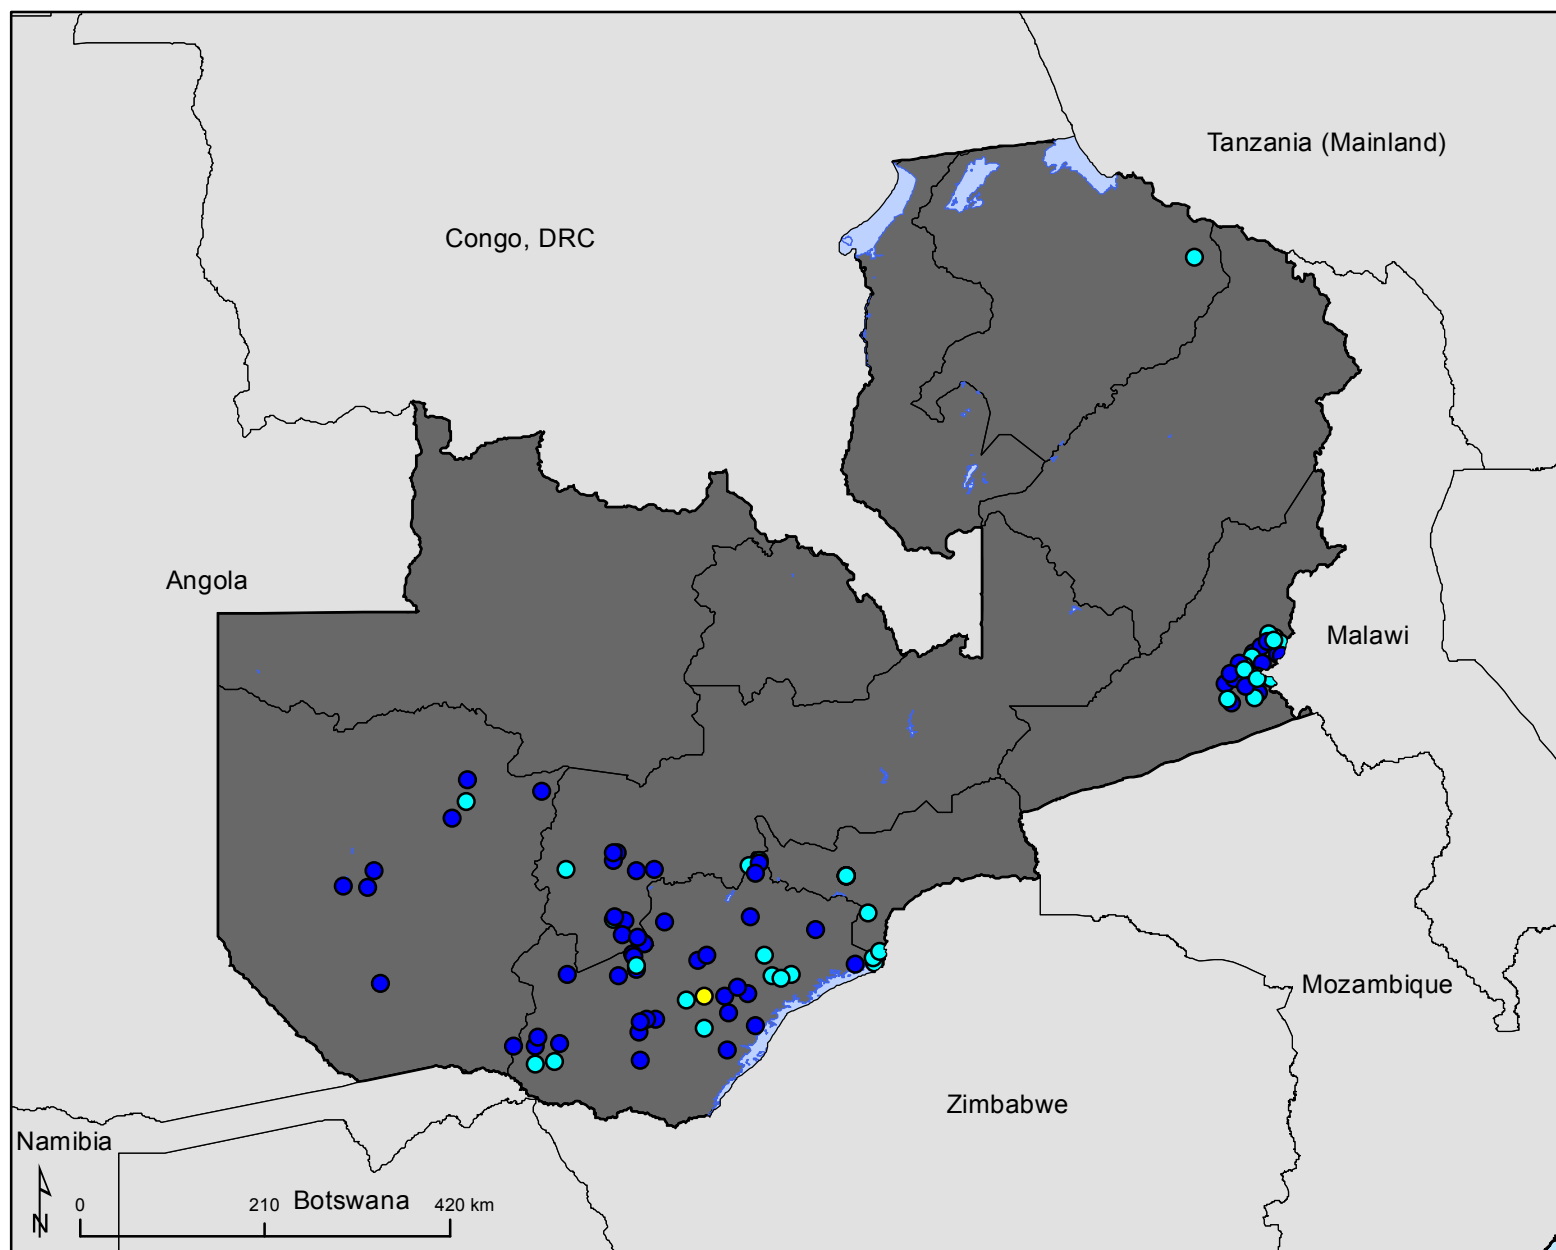 Tanzania (Mainland)
Congo, DRC
Angola
Malawi
Mozambique
Zimbabwe
Namibia
Botswana
0 210 420 km
N